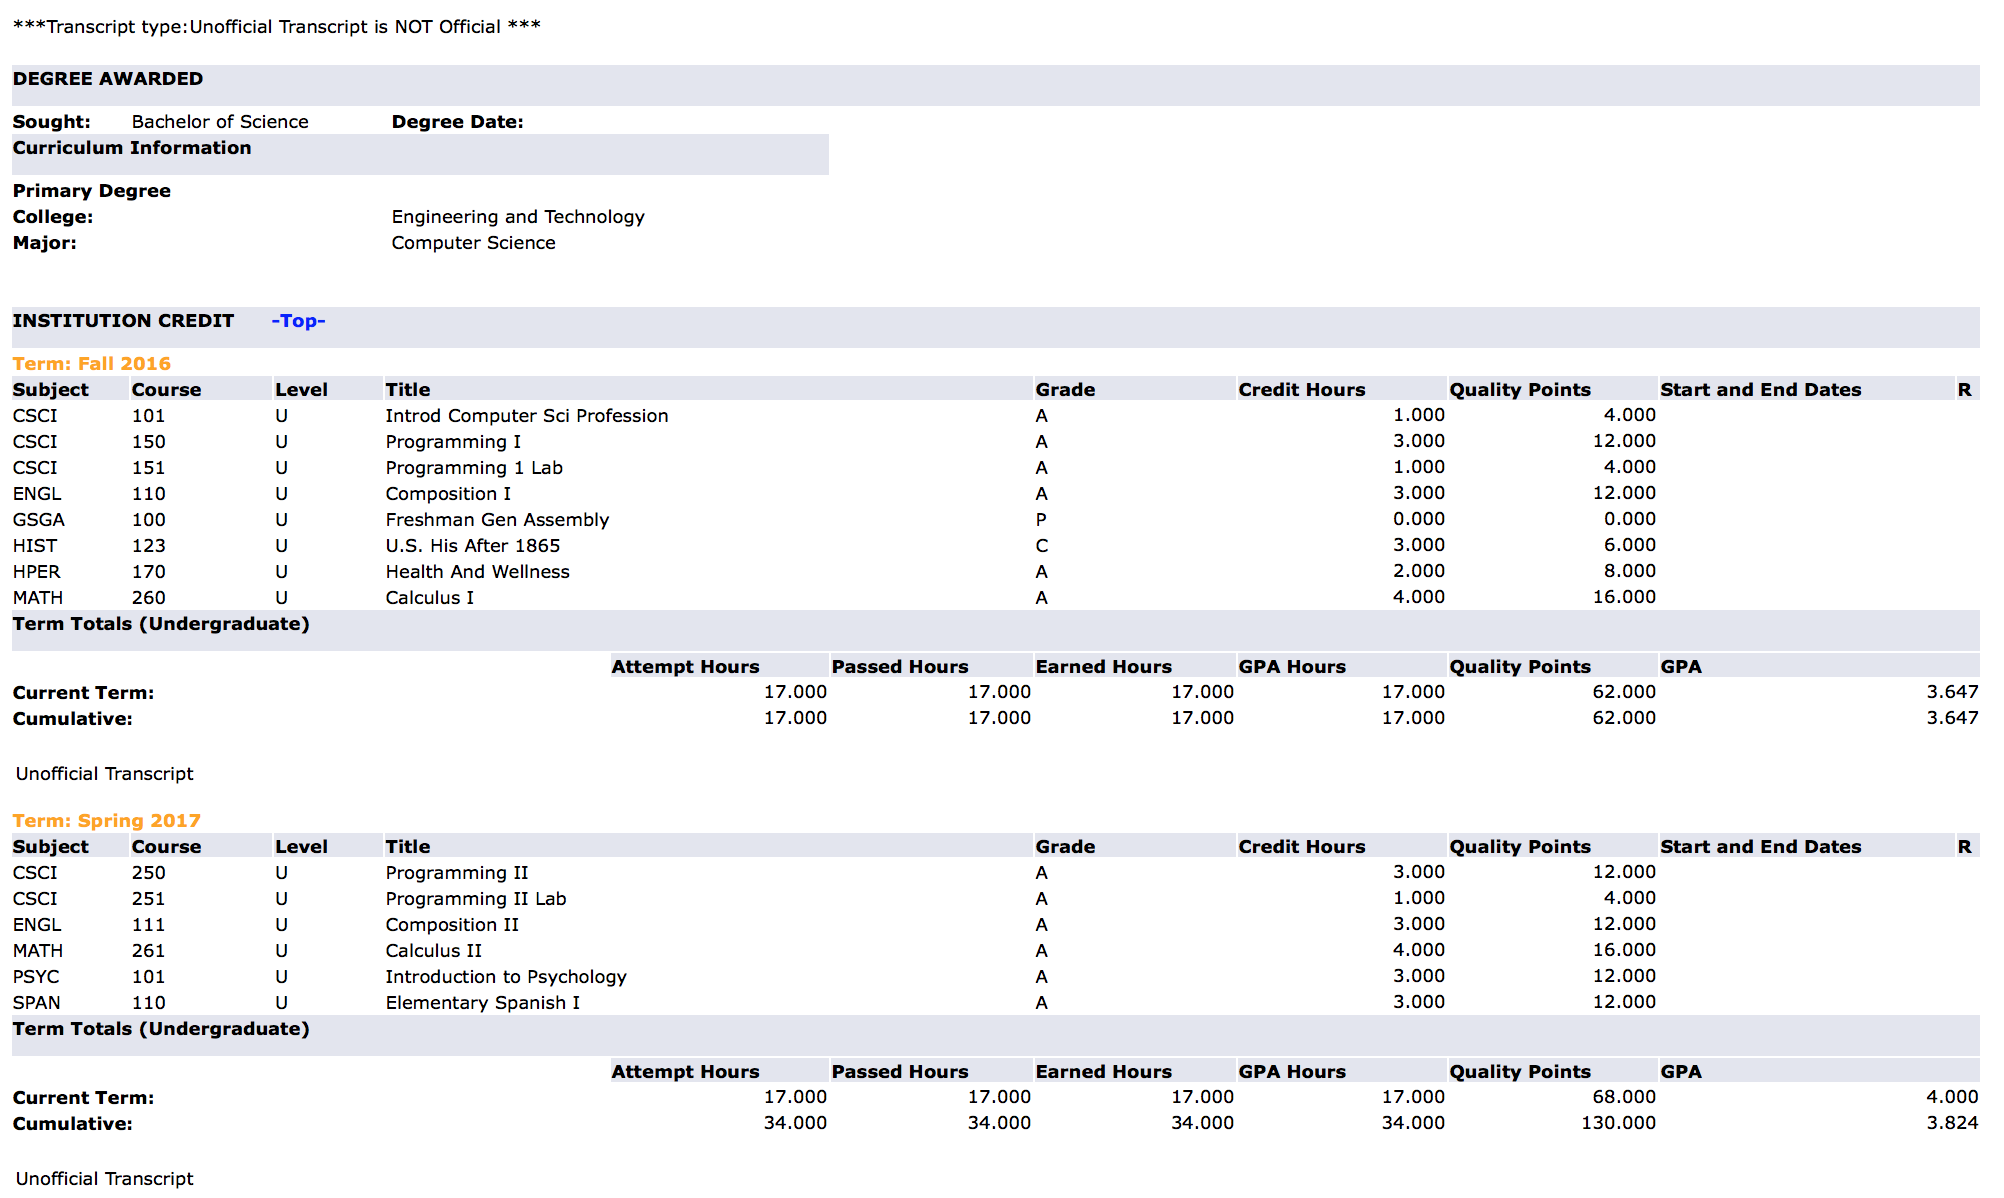 ***Transcript type:Unofficial Transcript is NOT Official ***
DEGREE AWARDED
Sought: Bachelor of Science Degree Date:
Curriculum Information
Primary Degree
College: Engineering and Technology
Major: Computer Science
INSTITUTION CREDIT -Top-
Term: Fall 2016
Subject Course Level Title Grade Credit Hours Quality Points Start and End Dates R
CSCI 101 U Introd Computer Sci Profession A 1.000 4.000
CSCI 150 U Programming I A 3.000 12.000
CSCI 151 U Programming 1 Lab A 1.000 4.000
ENGL 110 U Composition I A 3.000 12.000
GSGA 100 U Freshman Gen Assembly P 0.000 0.000
HIST 123 U U.S. His After 1865 C 3.000 6.000
HPER 170 U Health And Wellness A 2.000 8.000
MATH 260 U Calculus I A 4.000 16.000
Term Totals (Undergraduate)
Attempt Hours Passed Hours Earned Hours GPA Hours Quality Points GPA
Current Term: 17.000 17.000 17.000 17.000 62.000 3.647
Cumulative: 17.000 17.000 17.000 17.000 62.000 3.647
Unofficial Transcript
Term: Spring 2017
Subject Course Level Title Grade Credit Hours Quality Points Start and End Dates R
CSCI 250 U Programming II A 3.000 12.000
CSCI 251 U Programming II Lab A 1.000 4.000
ENGL 111 U Composition II A 3.000 12.000
MATH 261 U Calculus II A 4.000 16.000
PSYC 101 U Introduction to Psychology A 3.000 12.000
SPAN 110 U Elementary Spanish I A 3.000 12.000
Term Totals (Undergraduate)
Attempt Hours Passed Hours Earned Hours GPA Hours Quality Points GPA
Current Term: 17.000 17.000 17.000 17.000 68.000 4.000
Cumulative: 34.000 34.000 34.000 34.000 130.000 3.824
Unofficial Transcript